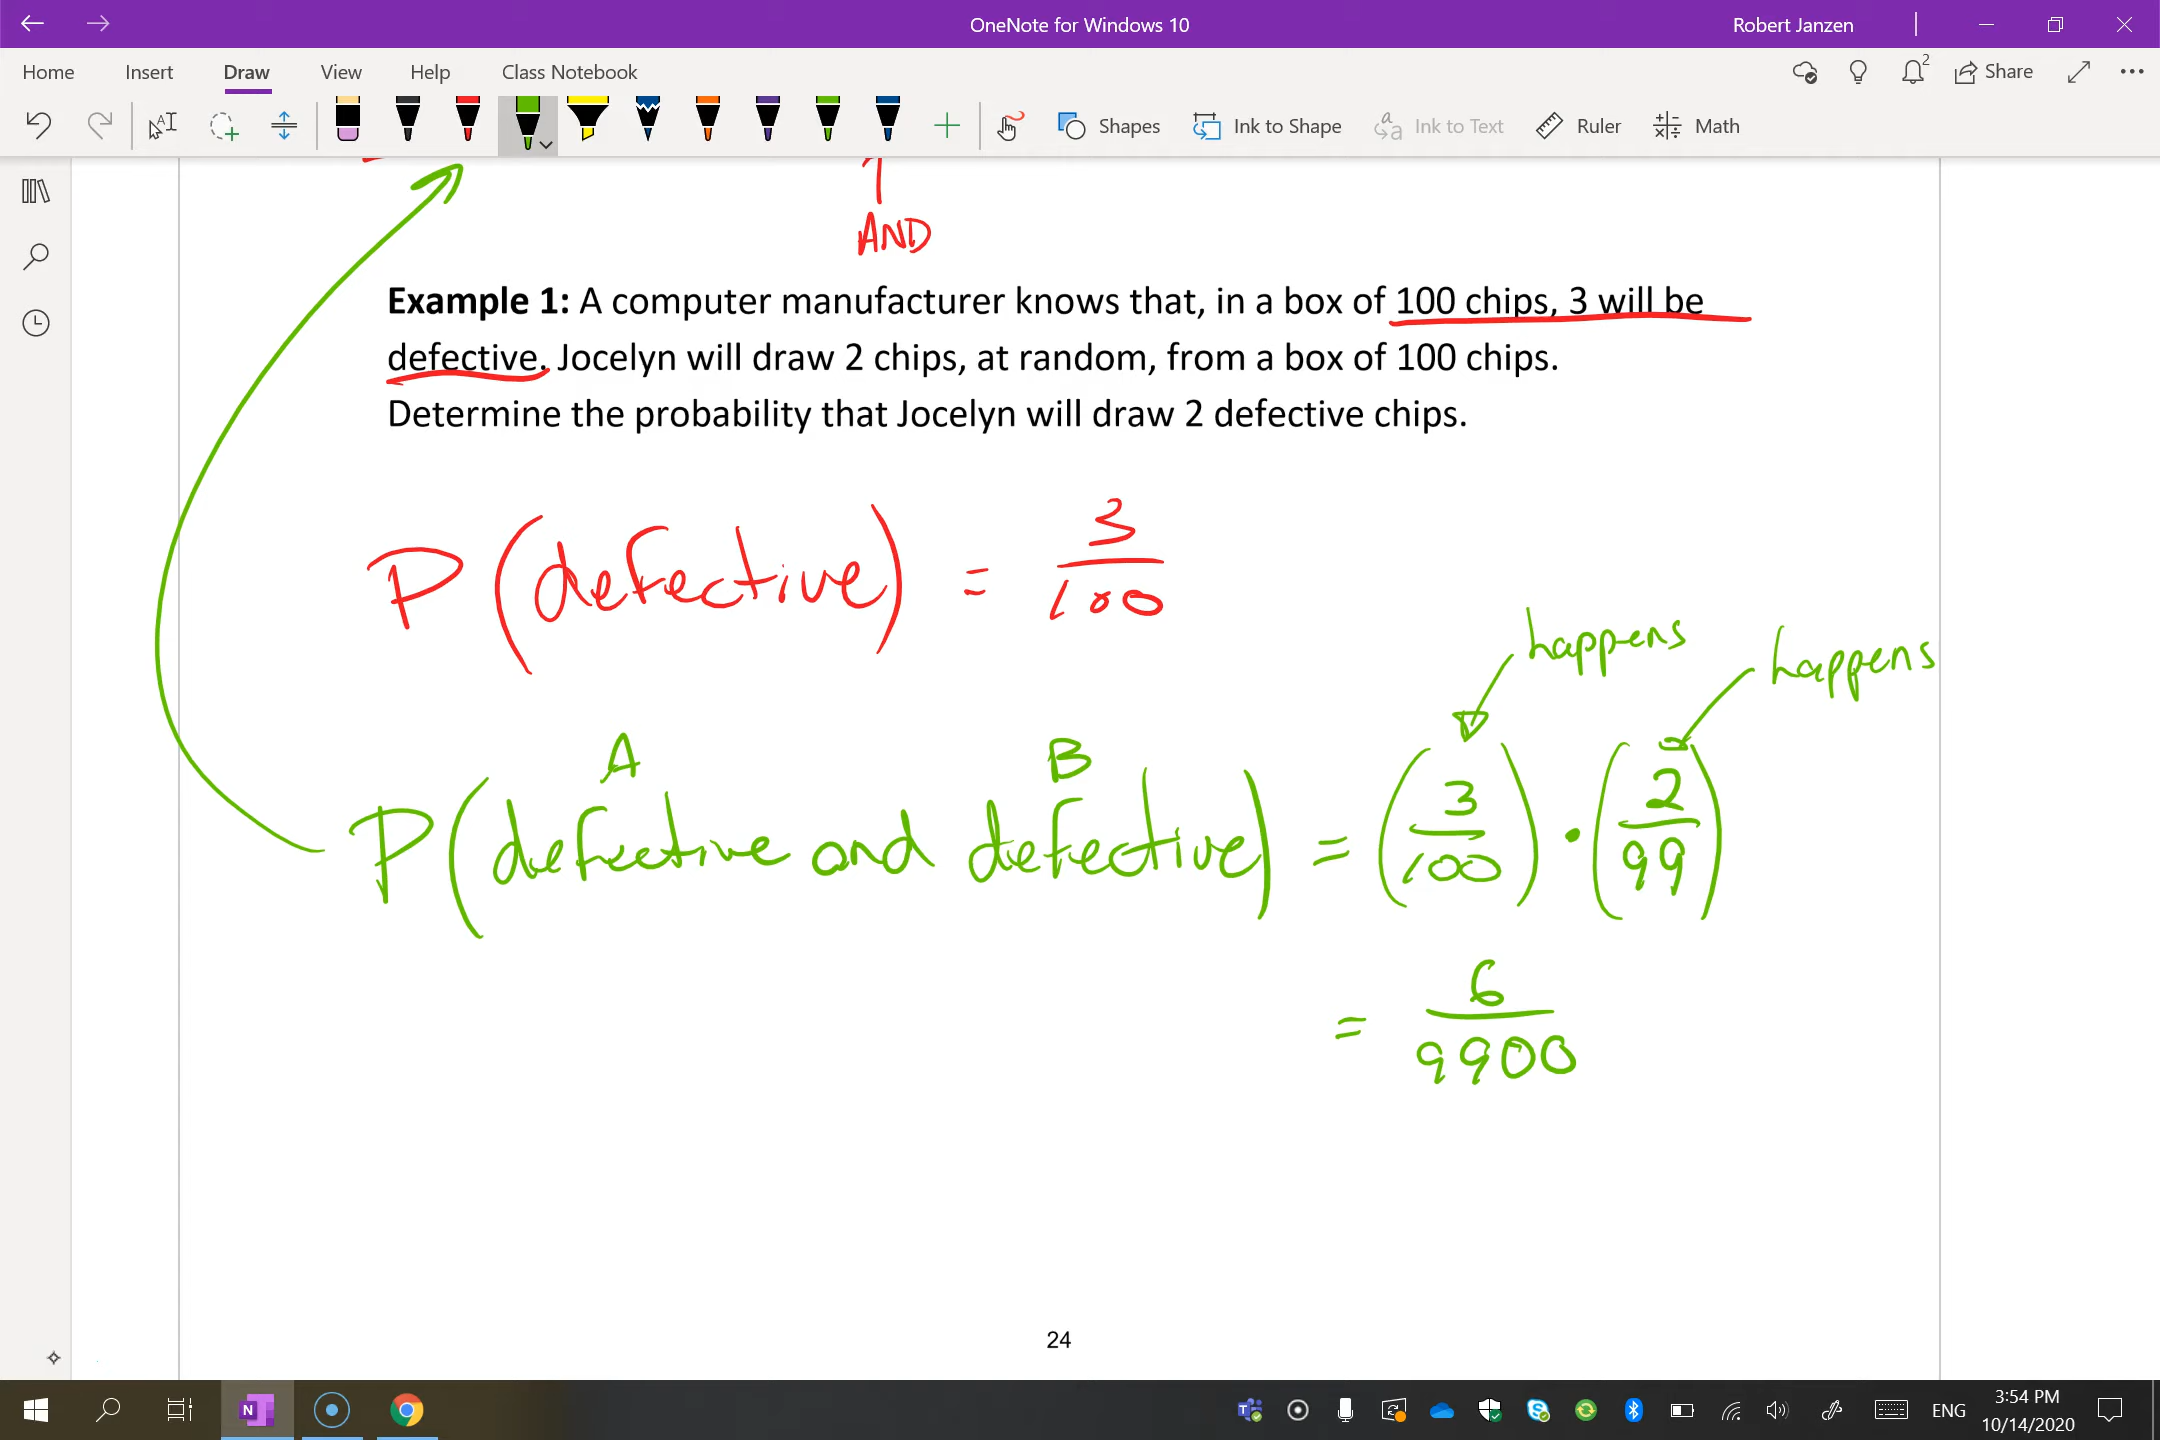 OneNote for Windows 10
Robert Janzen
Home Insert Draw View Help Class Notebook
2 Share
Shapes Ink to Shape Ink to Text Ruler Math
AND
Example 1: A computer manufacturer knows that, in a box of 100 chips, 3 will be
defective. Jocelyn will draw 2 chips, at random, from a box of 100 chips.
Determine the probability that Jocelyn will draw 2 defective chips.
P(defective) = 3/100
happens happens
A B
P(defective and defective) = (3/100) · (2/99)
= 6/9900
24
ENG
3:54 PM
10/14/2020